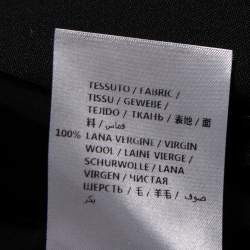 TESSUTO / FABRIC /
TISSU / GEWEBE /
TEJIDO / ТКАНЬ / 表地 / 面
料 / قماش /
100% LANA VERGINE / VIRGIN
WOOL / LAINE VIERGE /
SCHURWOLLE / LANA
VIRGEN / ЧИСТАЯ
ШЕРСТЬ / 毛 / 羊毛 / صوف
بكر